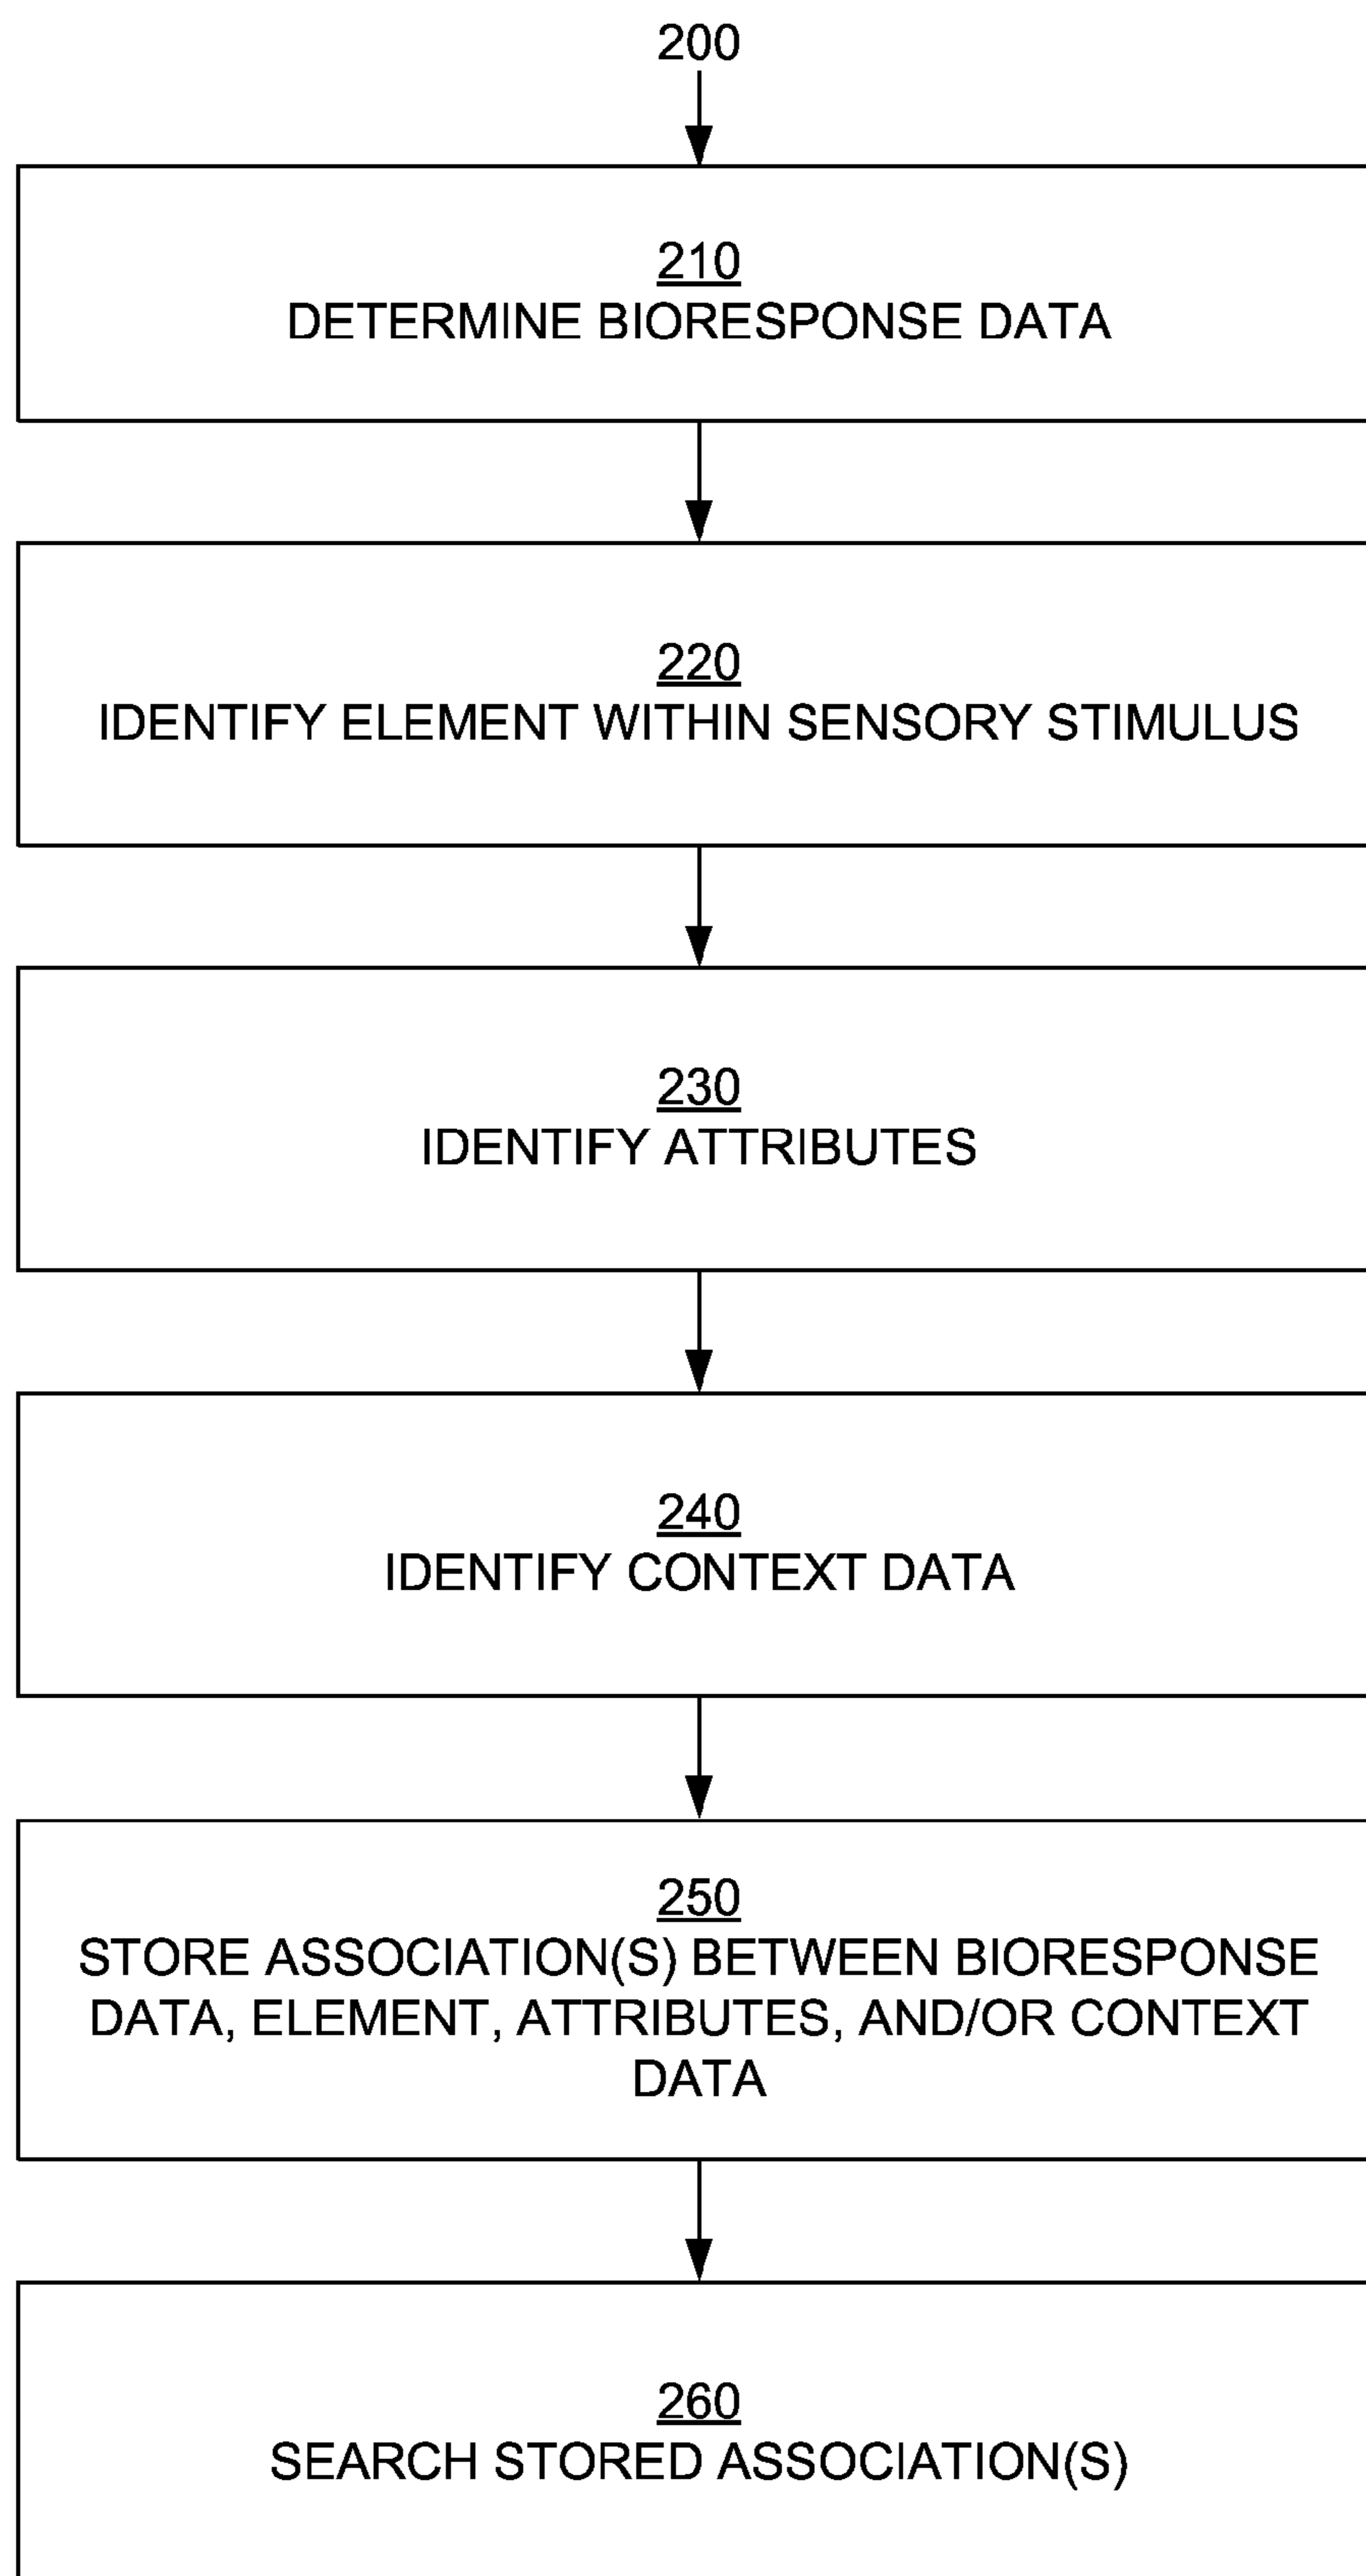 200
210
DETERMINE BIORESPONSE DATA
220
IDENTIFY ELEMENT WITHIN SENSORY STIMULUS
230
IDENTIFY ATTRIBUTES
240
IDENTIFY CONTEXT DATA
250
STORE ASSOCIATION(S) BETWEEN BIORESPONSE
DATA, ELEMENT, ATTRIBUTES, AND/OR CONTEXT
DATA
260
SEARCH STORED ASSOCIATION(S)